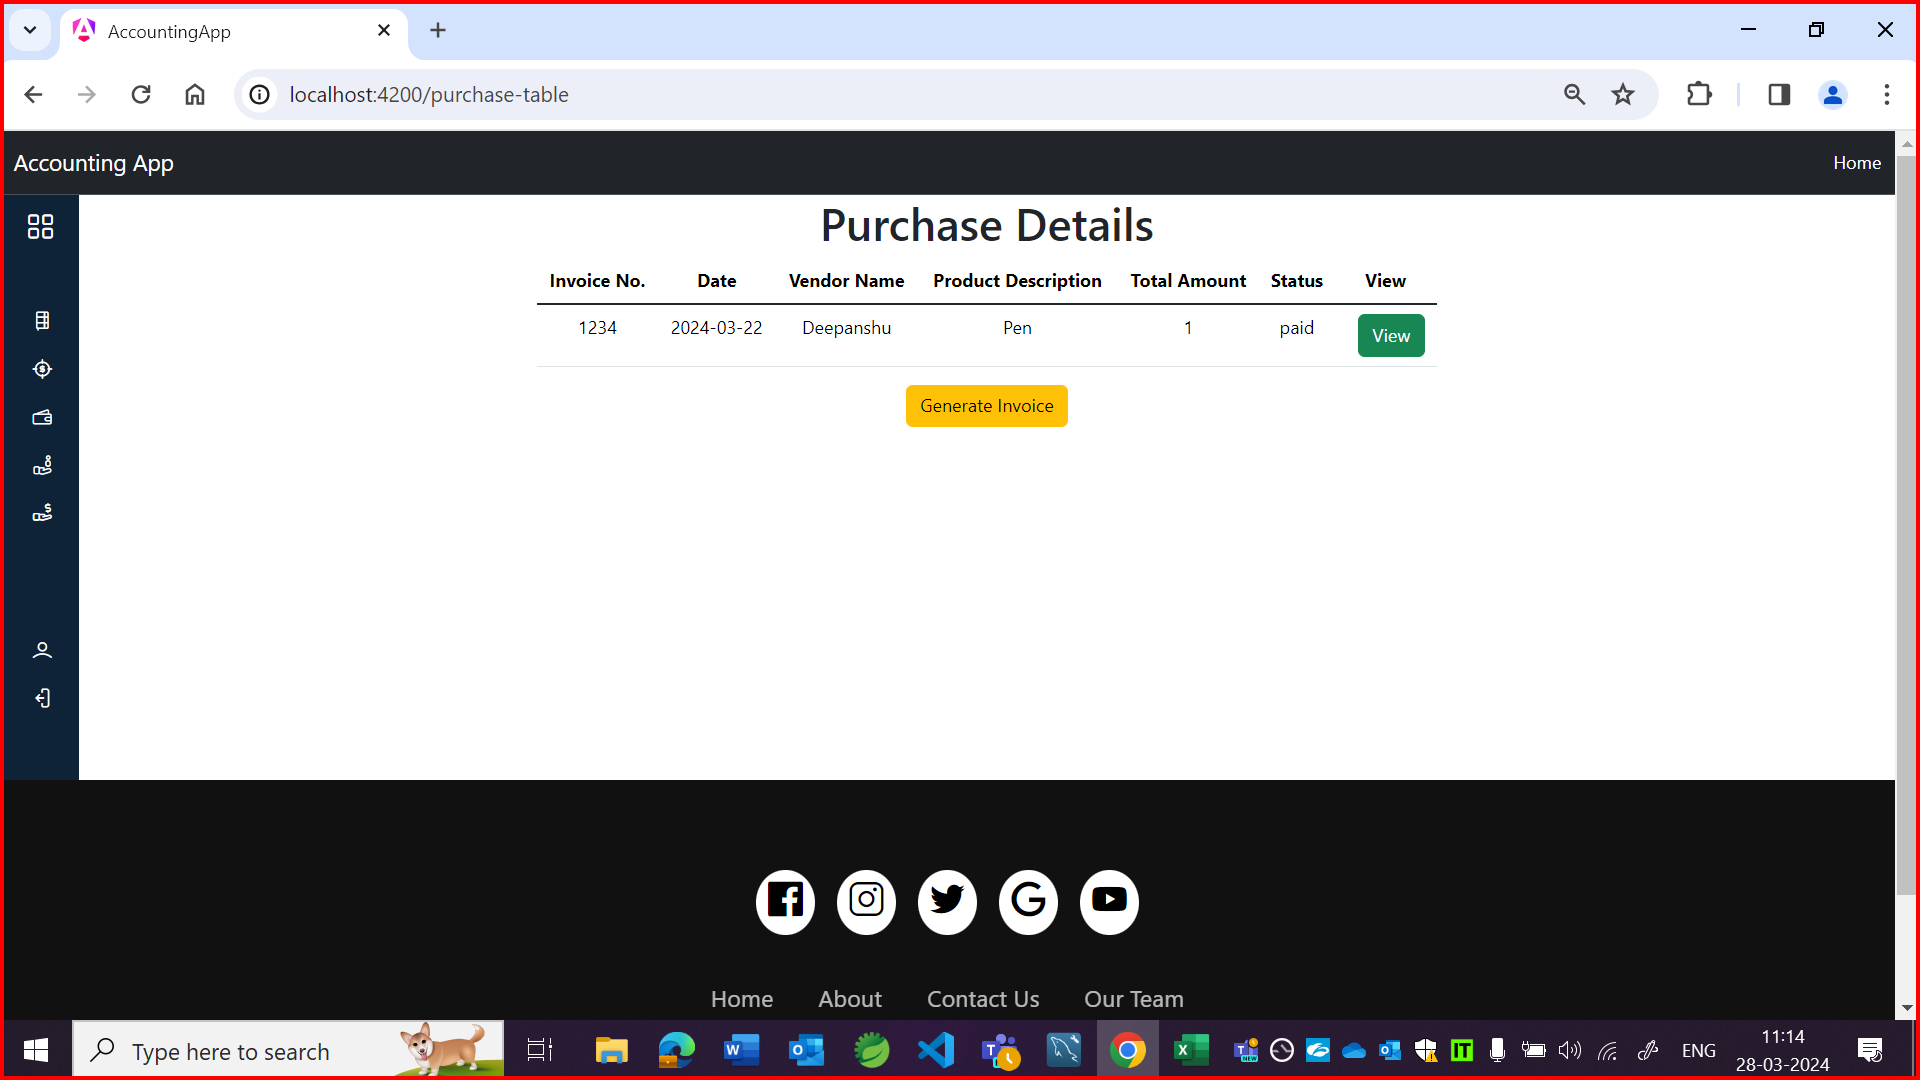 AccountingApp
localhost:4200/purchase-table
Accounting App Home
Purchase Details
Invoice No. Date Vendor Name Product Description Total Amount Status View
1234 2024-03-22 Deepanshu Pen 1 paid View
Generate Invoice
Home About Contact Us Our Team
Type here to search
ENG
11:14
28-03-2024